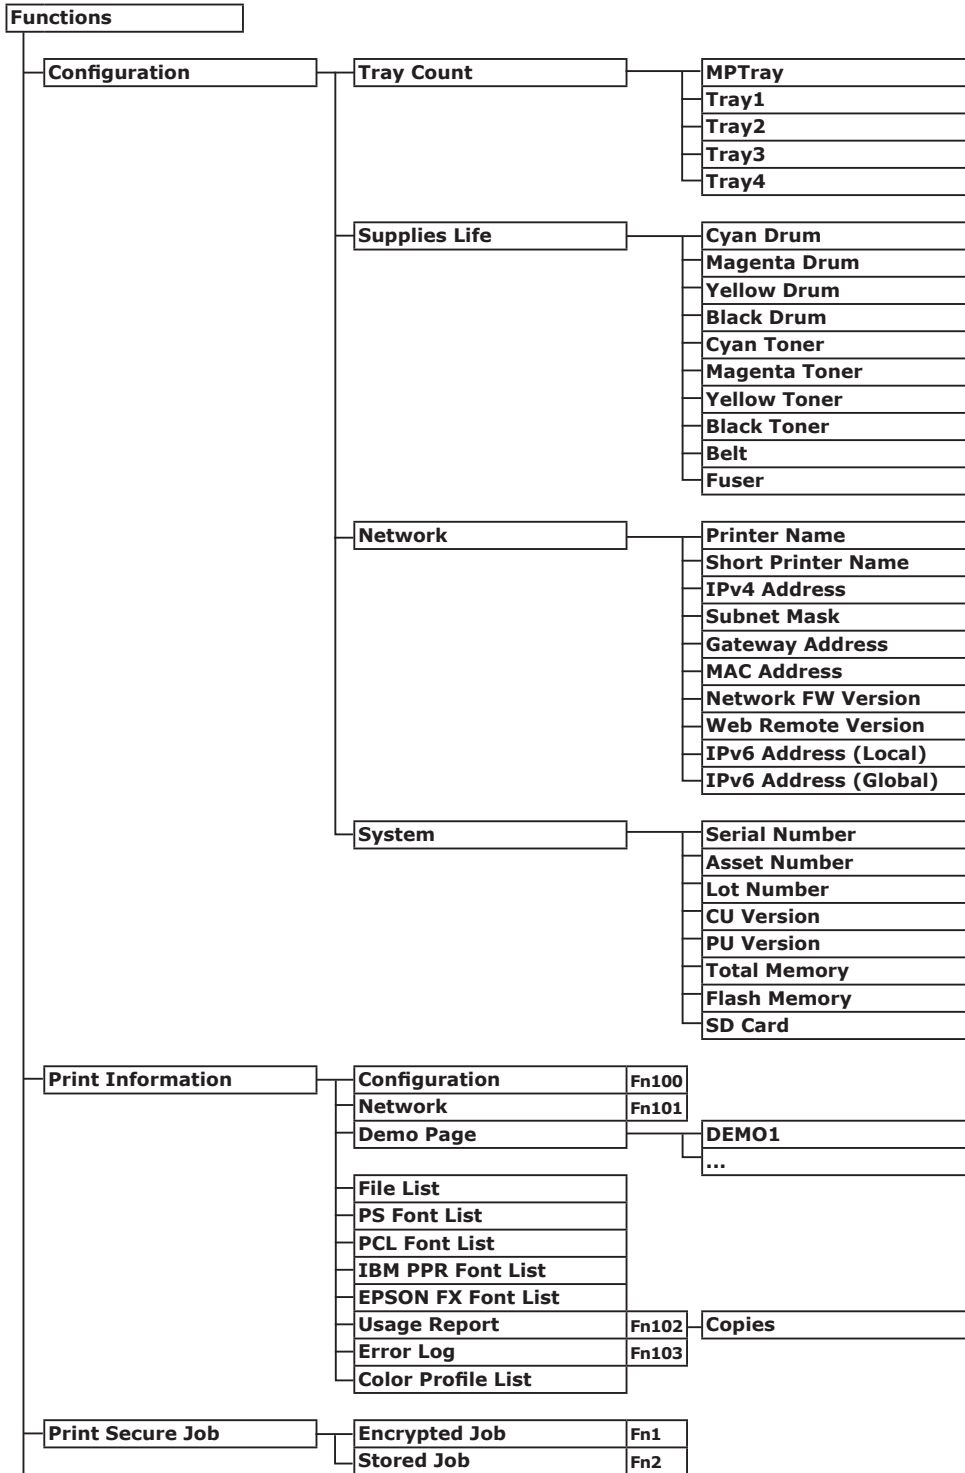 Functions
Configuration Tray Count MPTray
Tray1
Tray2
Tray3
Tray4
Supplies Life Cyan Drum
Magenta Drum
Yellow Drum
Black Drum
Cyan Toner
Magenta Toner
Yellow Toner
Black Toner
Belt
Fuser
Network Printer Name
Short Printer Name
IPv4 Address
Subnet Mask
Gateway Address
MAC Address
Network FW Version
Web Remote Version
IPv6 Address (Local)
IPv6 Address (Global)
System Serial Number
Asset Number
Lot Number
CU Version
PU Version
Total Memory
Flash Memory
SD Card
Print Information Configuration Fn100
Network Fn101
Demo Page DEMO1
...
File List
PS Font List
PCL Font List
IBM PPR Font List
EPSON FX Font List
Usage Report Fn102 Copies
Error Log Fn103
Color Profile List
Print Secure Job Encrypted Job Fn1
Stored Job Fn2